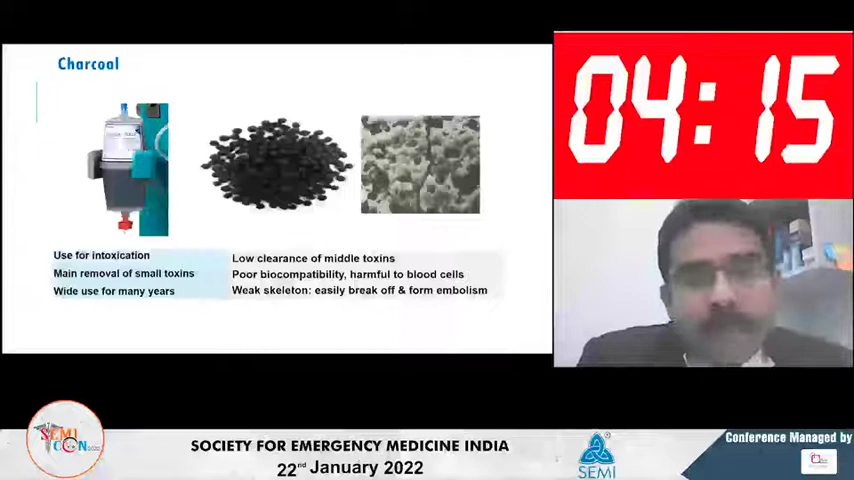 Charcoal
04:15
Use for intoxication
Main removal of small toxins
Wide use for many years
Low clearance of middle toxins
Poor biocompatibility, harmful to blood cells
Weak skeleton: easily break off & form embolism
SEMI
CON2022
SOCIETY FOR EMERGENCY MEDICINE INDIA
22nd January 2022
SEMI
Conference Managed by